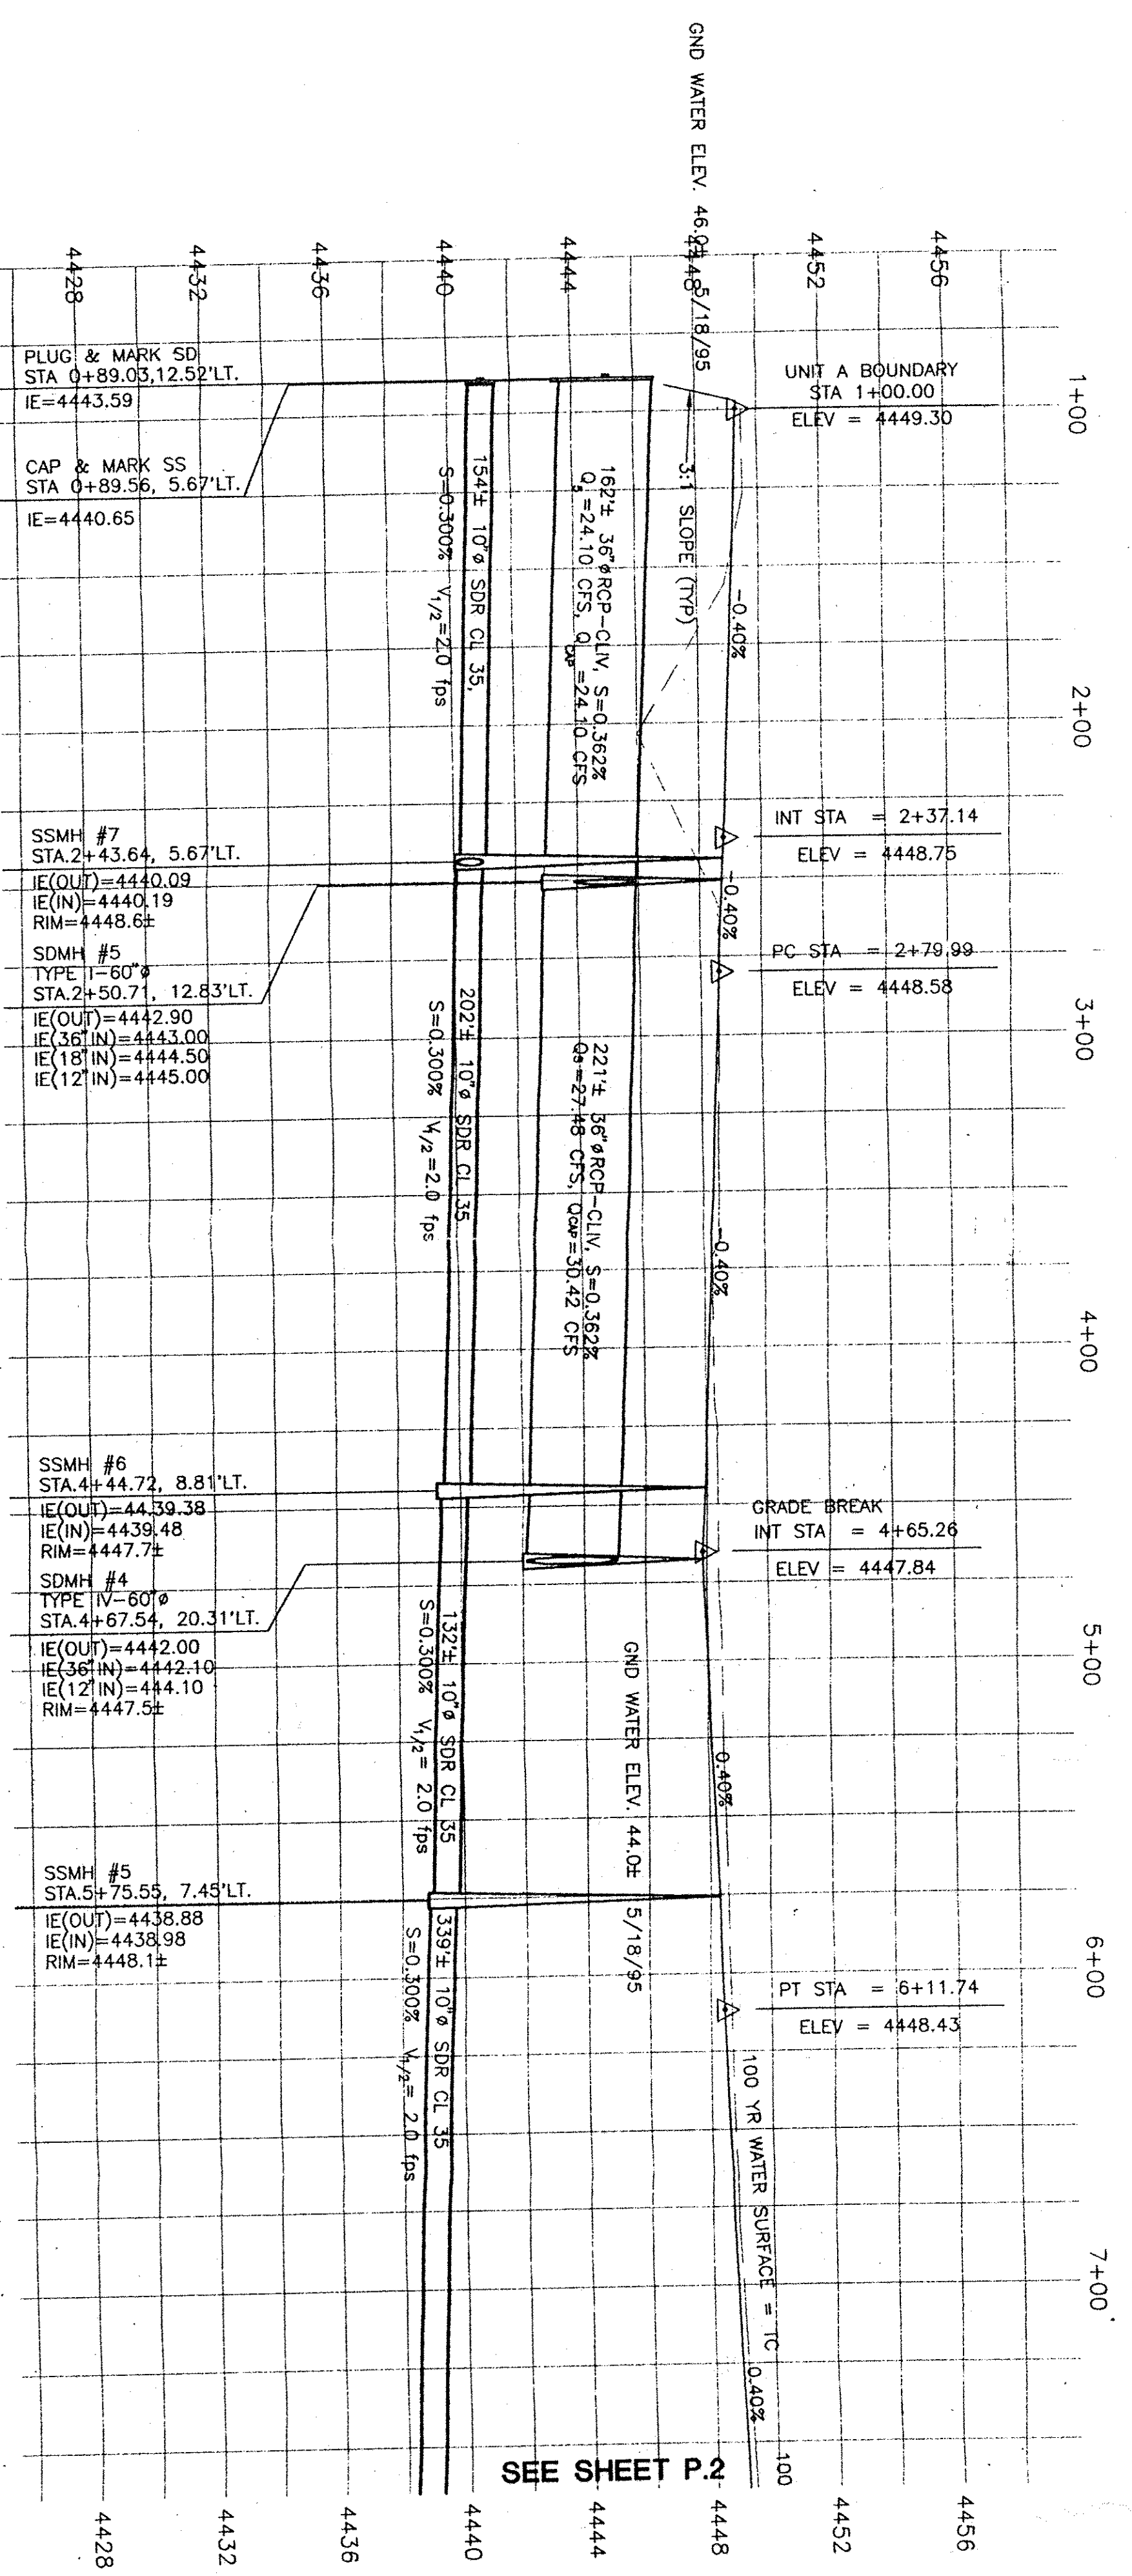 GND WATER ELEV. 46.0± 5/18/95
4428
4432
4436
4440
4444
4448
4452
4456
1+00
2+00
3+00
4+00
5+00
6+00
7+00
PLUG & MARK SD
STA 0+89.03,12.52'LT.
IE=4443.59
CAP & MARK SS
STA 0+89.56, 5.67'LT.
IE=4440.65
UNIT A BOUNDARY
STA 1+00.00
ELEV = 4449.30
3:1 SLOPE (TYP)
162'± 36"ø RCP-CLIV, S=0.362%
Q5 =24.10 CFS, QCAP =24.10 CFS
154'± 10"ø SDR CL 35,
S=0.300% V1/2=2.0 fps
-0.40%
SSMH #7
STA.2+43.64, 5.67'LT.
IE(OUT)=4440.09
IE(IN)=4440.19
RIM=4448.6±
SDMH #5
TYPE I-60"ø
STA.2+50.71, 12.83'LT.
IE(OUT)=4442.90
IE(36"IN)=4443.00
IE(18"IN)=4444.50
IE(12"IN)=4445.00
INT STA = 2+37.14
ELEV = 4448.75
-0.40%
PC STA = 2+79.99
ELEV = 4448.58
221'± 36"ø RCP-CLIV, S=0.362%
Q5=27.48 CFS, QCAP=30.42 CFS
202'± 10"ø SDR CL 35
S=0.300% V1/2=2.0 fps
-0.40%
SSMH #6
STA.4+44.72, 8.81'LT.
IE(OUT)=44.39.38
IE(IN)=4439.48
RIM=4447.7±
SDMH #4
TYPE IV-60"ø
STA.4+67.54, 20.31'LT.
IE(OUT)=4442.00
IE(36"IN)=4442.10
IE(12"IN)=444.10
RIM=4447.5±
GRADE BREAK
INT STA = 4+65.26
ELEV = 4447.84
132'± 10"ø SDR CL 35
S=0.300% V1/2= 2.0 fps
GND WATER ELEV. 44.0± 5/18/95
0.40%
SSMH #5
STA.5+75.55, 7.45'LT.
IE(OUT)=4438.88
IE(IN)=4438.98
RIM=4448.1±
PT STA = 6+11.74
ELEV = 4448.43
339'± 10"ø SDR CL 35
S=0.300% V1/2= 2.0 fps
100 YR WATER SURFACE = TC
0.40%
100
SEE SHEET P.2
4428
4432
4436
4440
4444
4448
4452
4456